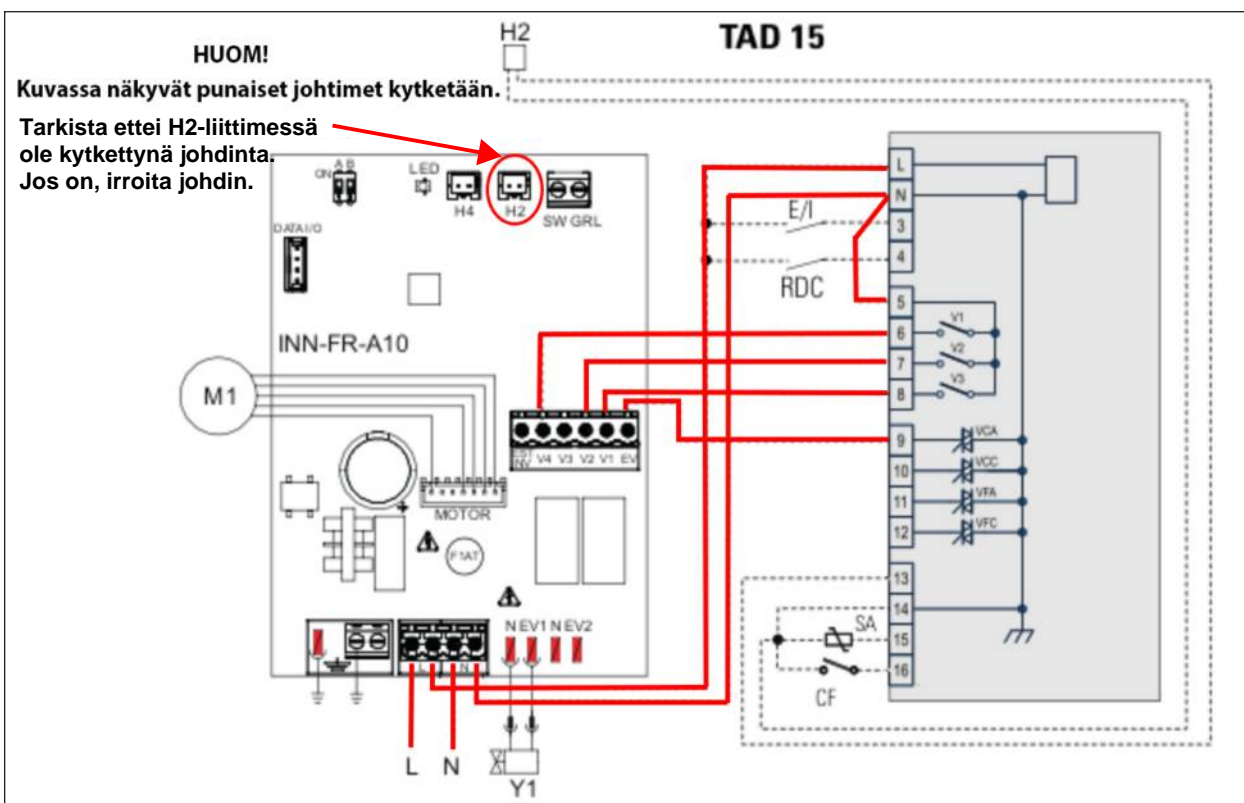 TAD 15
H2
HUOM!
Kuvassa näkyvät punaiset johtimet kytketään.
Tarkista ettei H2-liittimessä
ole kytkettynä johdinta.
Jos on, irroita johdin.
A B
ON
LED
H4
H2
SW GRL
DATA I/O
INN-FR-A10
M1
V4 V3 V2 V1 EV
MOTOR
F1AT
N EV1 N EV2
L N
L N
Y1
E/I
RDC
L
N
3
4
5
6 V1
7 V2
8 V3
9 VCA
10 VCC
11 VFA
12 VFC
13
14
SA
15
16
CF